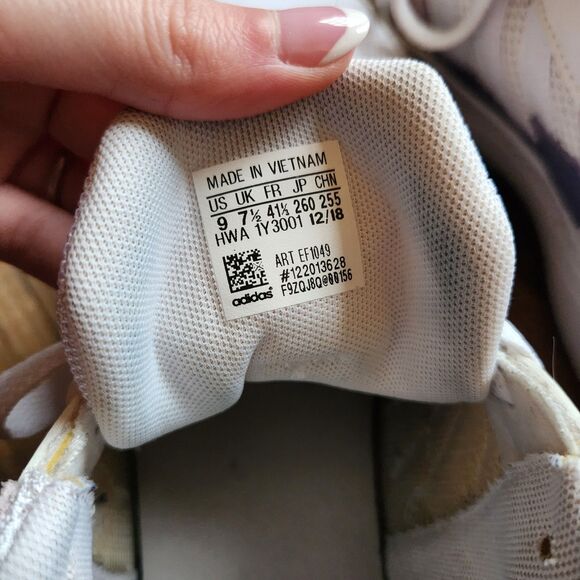 MADE IN VIETNAM
US UK FR JP CHN
9 7½ 41⅓ 260 255
HWA 1Y3001 12/18
ART EF1049
#122013628
F9ZQJ8Q@00156
adidas